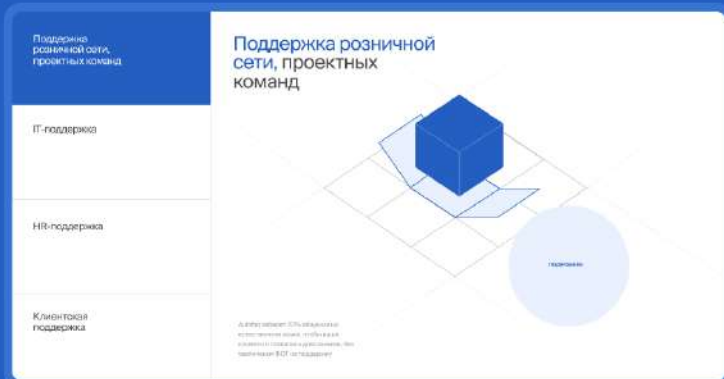 Поддержка
розничной сети,
проектных команд
Поддержка розничной
сети, проектных
команд
IT-поддержка
HR-поддержка
Клиентская
поддержка